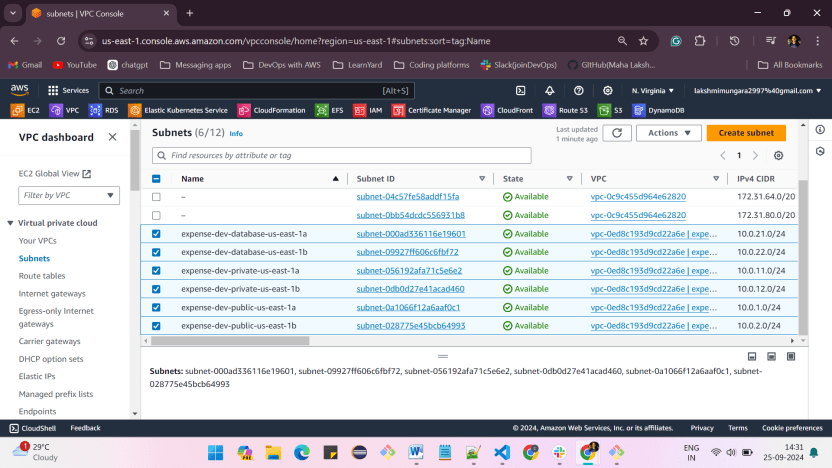 subnets | VPC Console
us-east-1.console.aws.amazon.com/vpcconsole/home?region=us-east-1#subnets:sort=tag:Name
Gmail YouTube chatgpt Messaging apps DevOps with AWS LearnYard Coding platforms Slack(joinDevOps) GItHub(Maha Laksh... All Bookmarks
aws Services Search [Alt+S] N. Virginia lakshmimungara2997%40gmail.com
EC2 VPC RDS Elastic Kubernetes Service CloudFormation EFS IAM Certificate Manager CloudFront Route 53 S3 DynamoDB
VPC dashboard
EC2 Global View
Filter by VPC
Virtual private cloud
Your VPCs
Subnets
Route tables
Internet gateways
Egress-only Internet
gateways
Carrier gateways
DHCP option sets
Elastic IPs
Managed prefix lists
Endpoints
Subnets (6/12) Info
Last updated
1 minute ago
Actions
Create subnet
Find resources by attribute or tag
1
Name Subnet ID State VPC IPv4 CIDR
– subnet-04c57fe58addf15fa Available vpc-0c9c455d964e62820 172.31.64.0/20
– subnet-0bb54dcdc556931b8 Available vpc-0c9c455d964e62820 172.31.80.0/20
expense-dev-database-us-east-1a subnet-000ad336116e19601 Available vpc-0ed8c193d9cd22a6e | expe... 10.0.21.0/24
expense-dev-database-us-east-1b subnet-09927ff606c6fbf72 Available vpc-0ed8c193d9cd22a6e | expe... 10.0.22.0/24
expense-dev-private-us-east-1a subnet-056192afa71c5e6e2 Available vpc-0ed8c193d9cd22a6e | expe... 10.0.11.0/24
expense-dev-private-us-east-1b subnet-0db0d27e41acad460 Available vpc-0ed8c193d9cd22a6e | expe... 10.0.12.0/24
expense-dev-public-us-east-1a subnet-0a1066f12a6aaf0c1 Available vpc-0ed8c193d9cd22a6e | expe... 10.0.1.0/24
expense-dev-public-us-east-1b subnet-028775e45bcb64993 Available vpc-0ed8c193d9cd22a6e | expe... 10.0.2.0/24
Subnets: subnet-000ad336116e19601, subnet-09927ff606c6fbf72, subnet-056192afa71c5e6e2, subnet-0db0d27e41acad460, subnet-0a1066f12a6aaf0c1, subnet-
028775e45bcb64993
CloudShell Feedback © 2024, Amazon Web Services, Inc. or its affiliates. Privacy Terms Cookie preferences
1 29°C
Cloudy
ENG
IN
14:31
25-09-2024